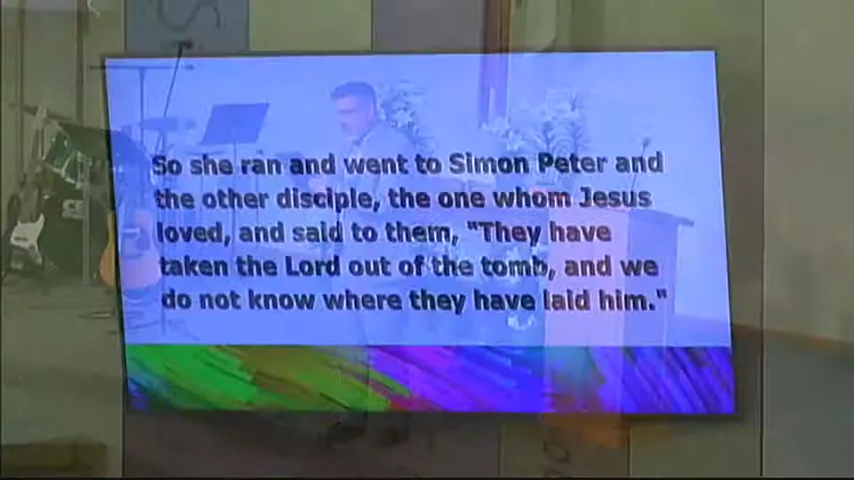 So she ran and went to Simon Peter and
the other disciple, the one whom Jesus
loved, and said to them, "They have
taken the Lord out of the tomb, and we
do not know where they have laid him."